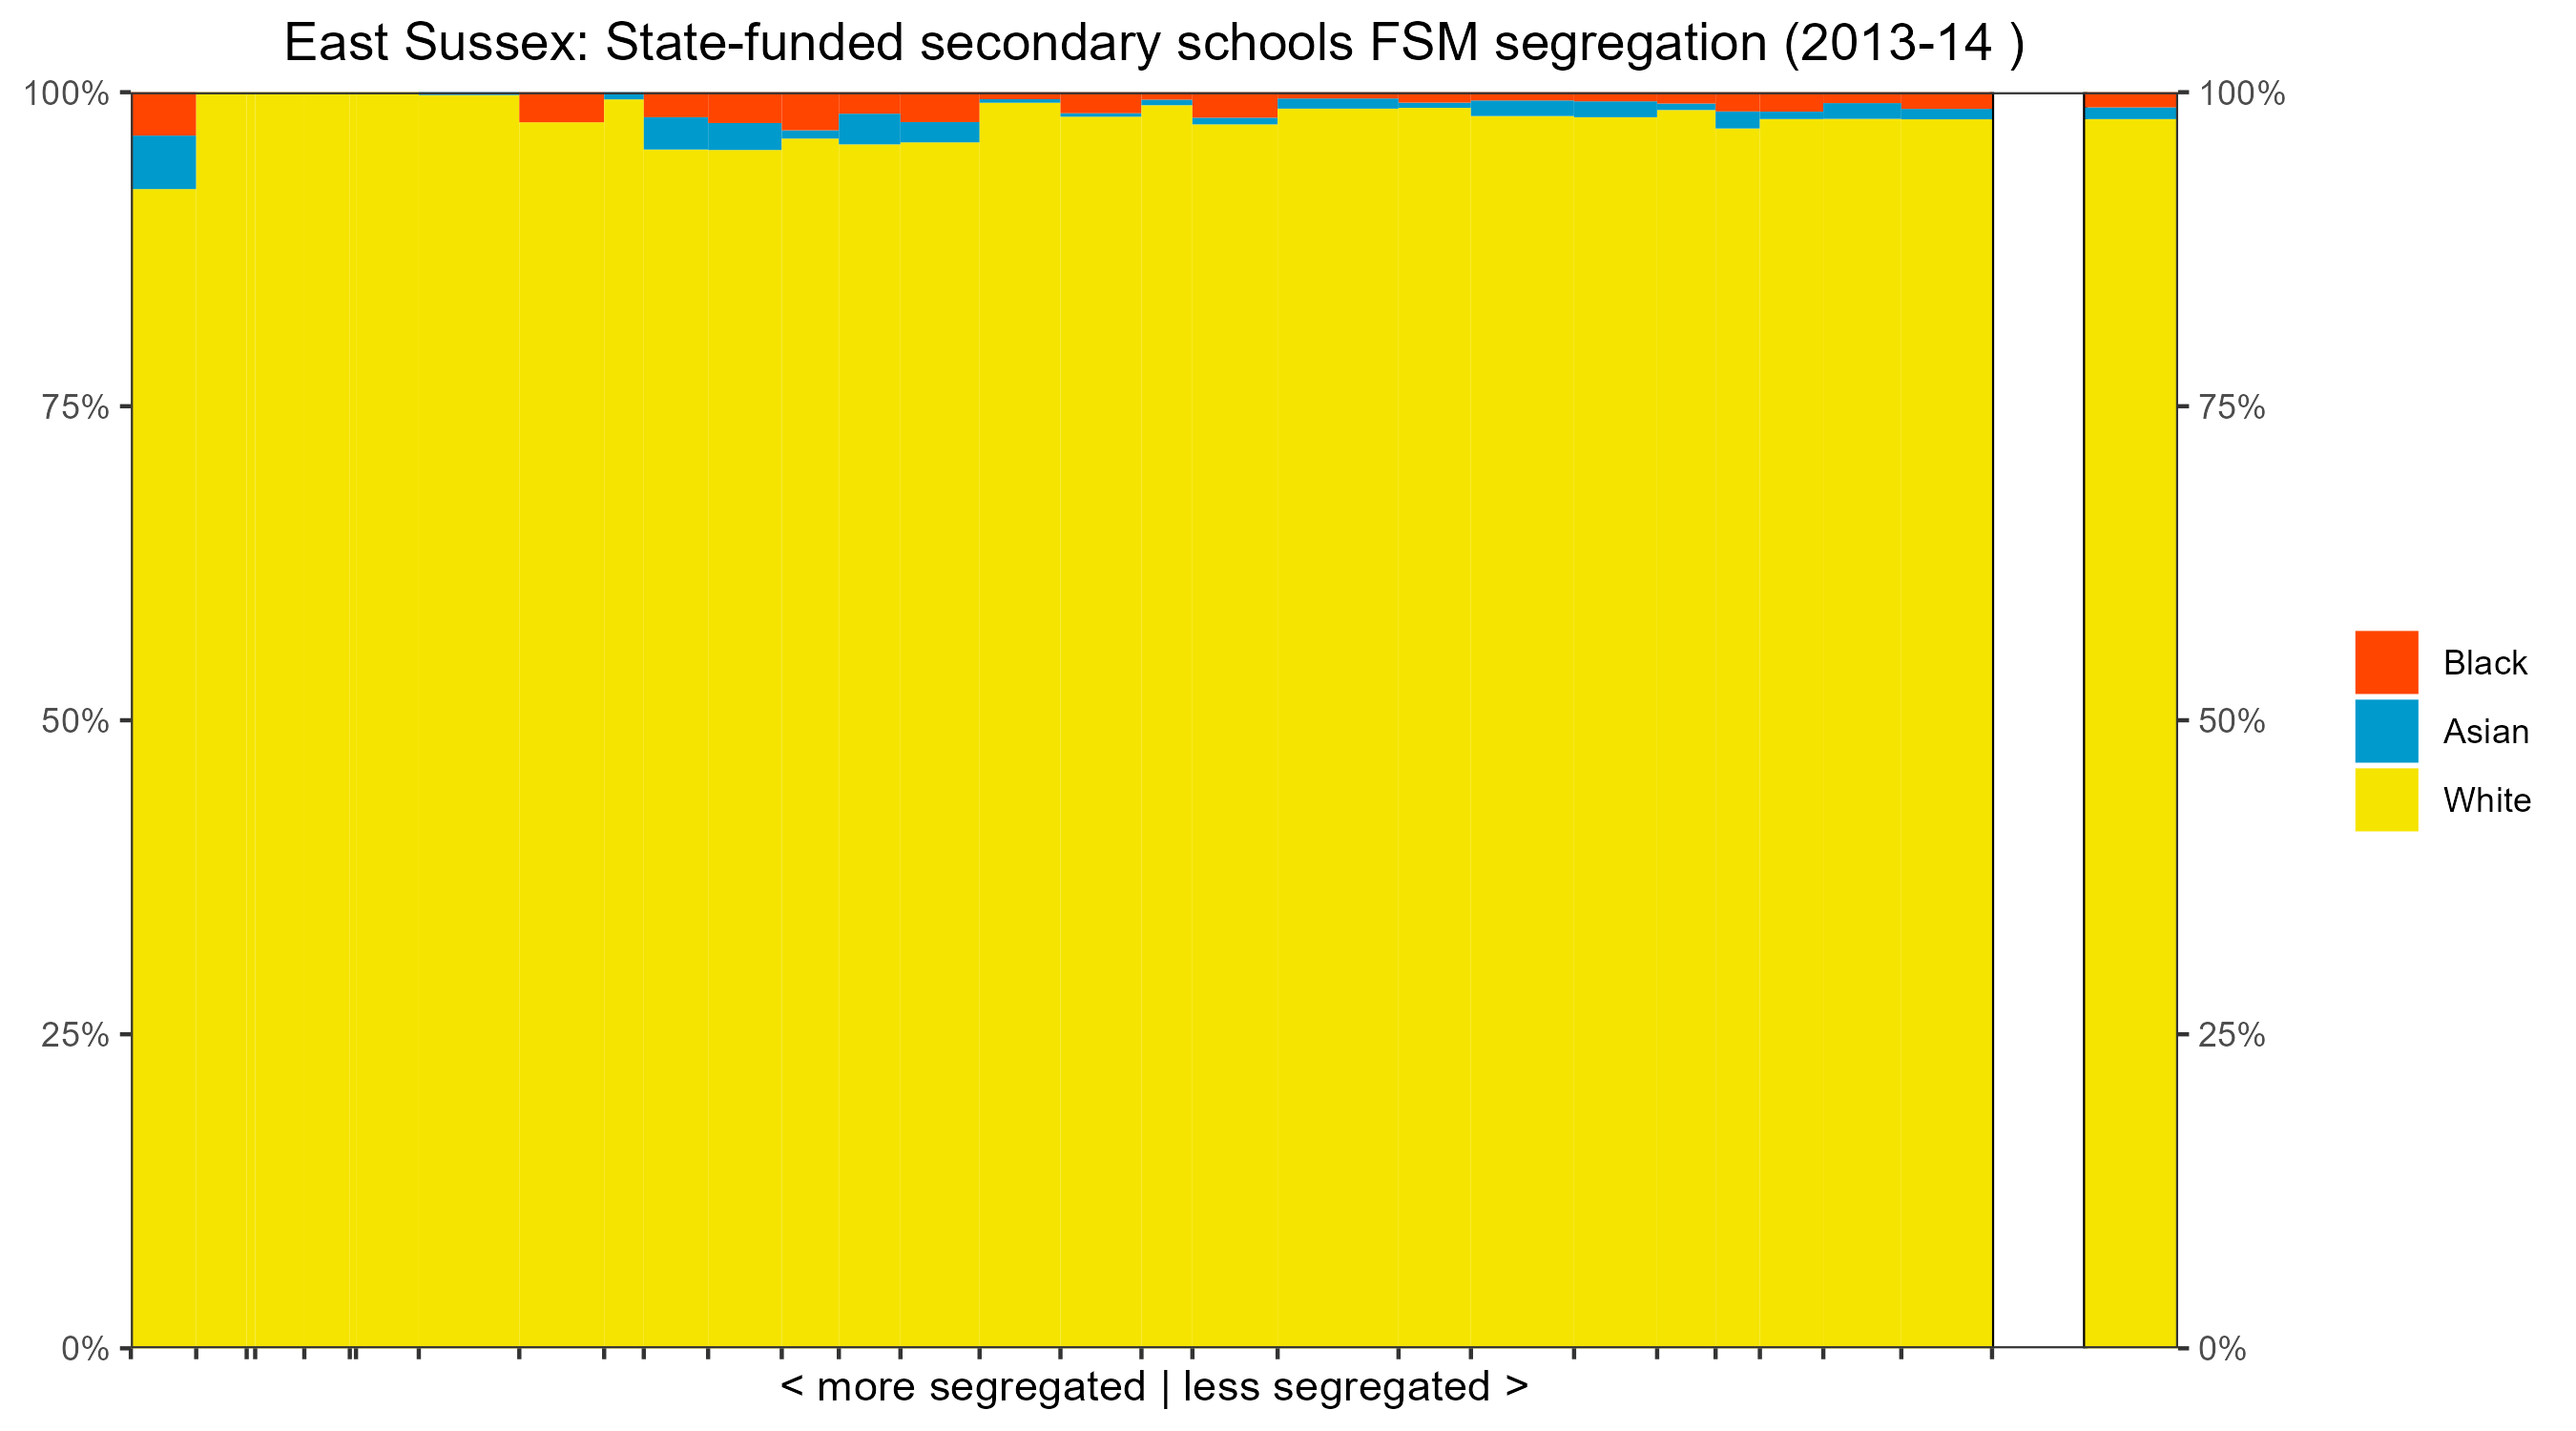 East Sussex: State-funded secondary schools FSM segregation (2013-14 )
100%
75%
50%
25%
0%
100%
75%
50%
25%
0%
Black
Asian
White
< more segregated | less segregated >